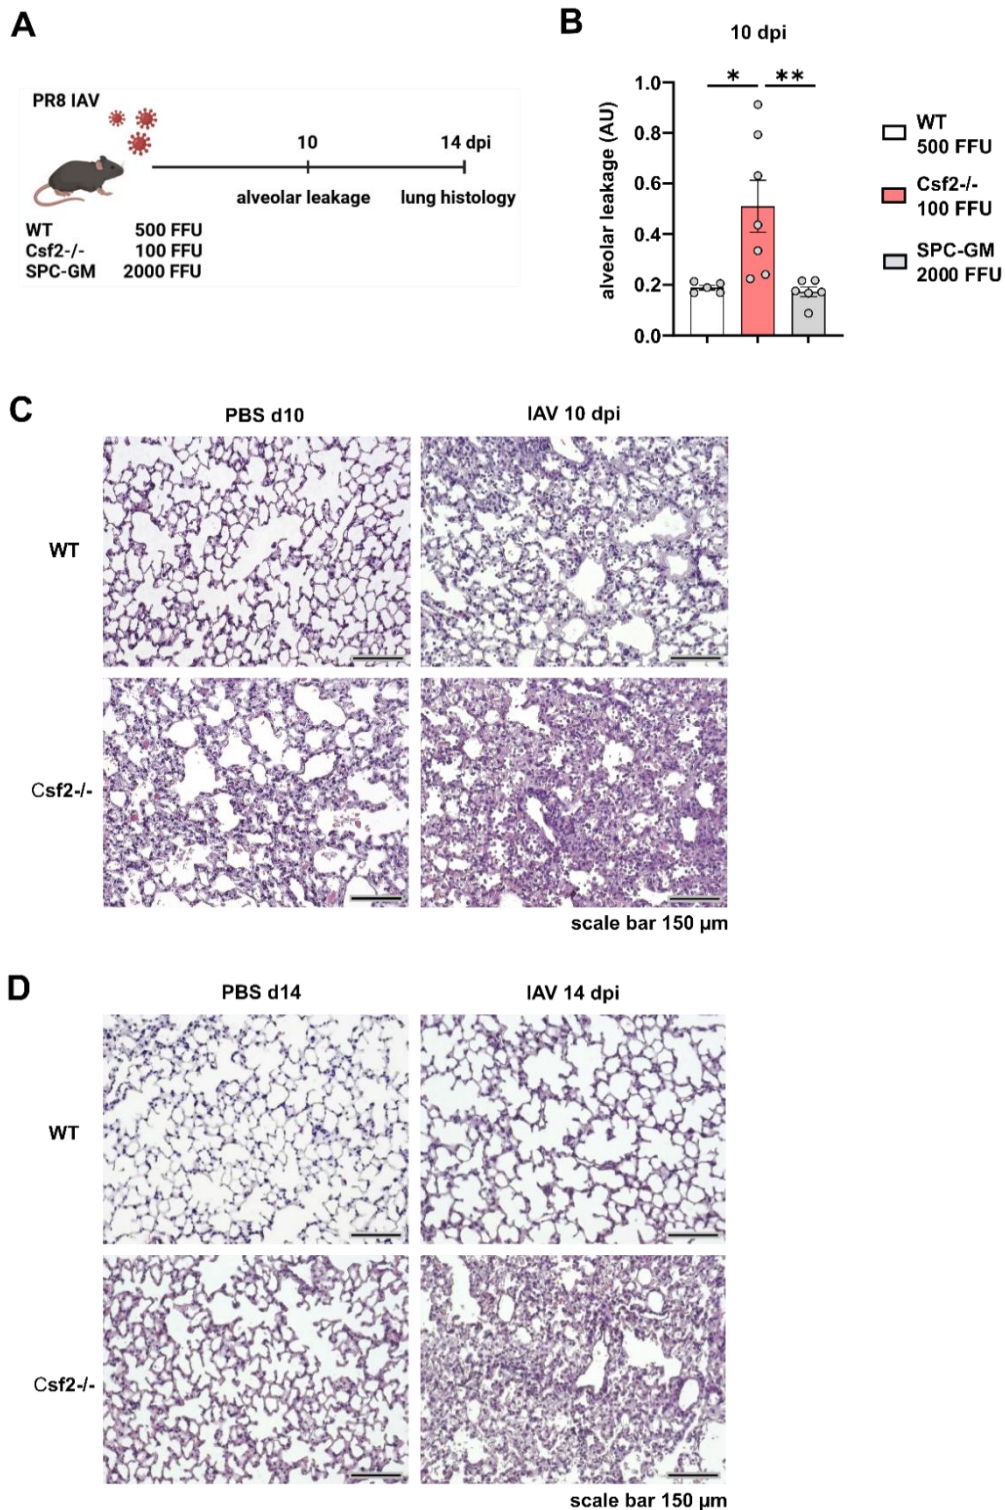 A
PR8 IAV
10
14 dpi
alveolar leakage
lung histology
WT 500 FFU
Csf2-/- 100 FFU
SPC-GM 2000 FFU
B
10 dpi
* **
alveolar leakage (AU)
1.0
0.8
0.6
0.4
0.2
0.0
WT
500 FFU
Csf2-/-
100 FFU
SPC-GM
2000 FFU
C
PBS d10
IAV 10 dpi
WT
Csf2-/-
scale bar 150 µm
D
PBS d14
IAV 14 dpi
WT
Csf2-/-
scale bar 150 µm